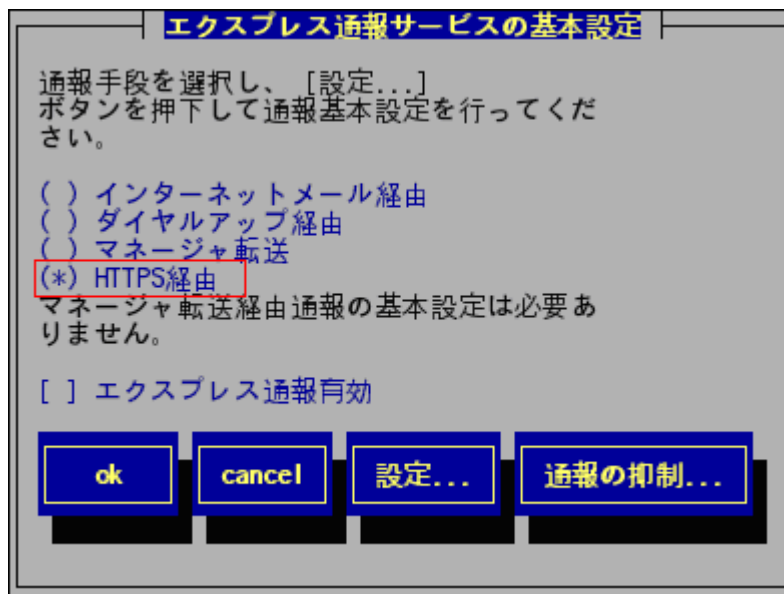 エクスプレス通報サービスの基本設定
通報手段を選択し、 [設定...]
ボタンを押下して通報基本設定を行ってくだ
さい。
( ) インターネットメール経由
( ) ダイヤルアップ経由
( ) マネージャ転送
(*) HTTPS経由
マネージャ転送経由通報の基本設定は必要あ
りません。
[ ] エクスプレス通報有効
ok cancel 設定... 通報の抑制...